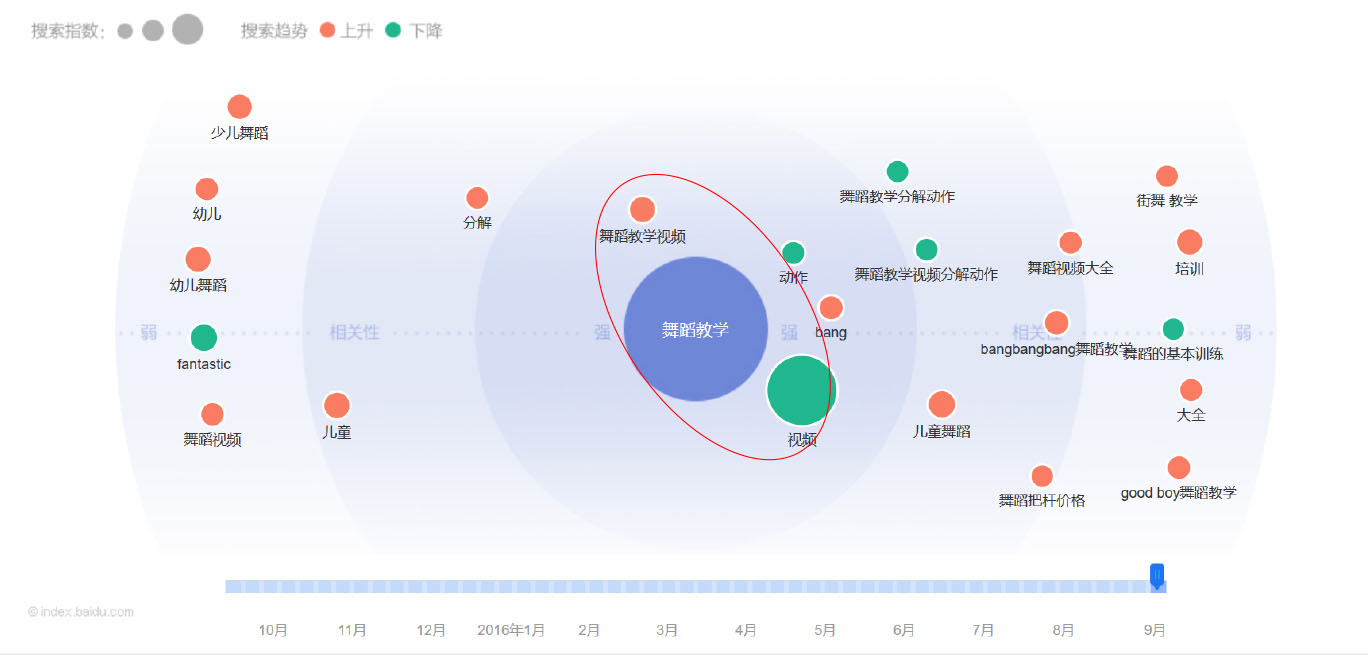 搜索指数: 搜索趋势 上升 下降
少儿舞蹈
舞蹈教学分解动作
街舞 教学
幼儿
分解
舞蹈教学视频
舞蹈视频大全
培训
动作
舞蹈教学视频分解动作
幼儿舞蹈
弱 相关性 强 舞蹈教学 强 bang 相关性 弱
bangbangbang舞蹈教学
舞蹈的基本训练
fantastic
大全
舞蹈视频
儿童
视频
儿童舞蹈
舞蹈把杆价格
good boy舞蹈教学
© index.baidu.com
10月 11月 12月 2016年1月 2月 3月 4月 5月 6月 7月 8月 9月